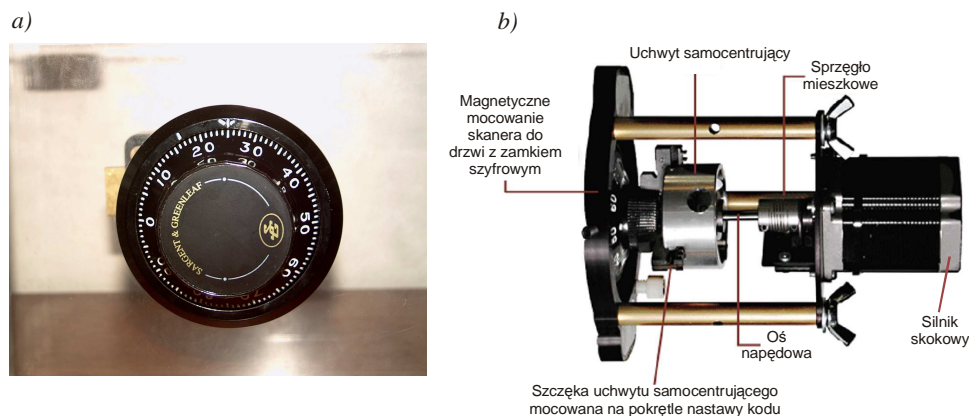 a)
0
10
20
30
40
50
60
70
SARGENT & GREENLEAF
b)
Uchwyt samocentrujący
Sprzęgło
mieszkowe
Magnetyczne
mocowanie
skanera do
drzwi z zamkiem
szyfrowym
Silnik
skokowy
Oś
napędowa
Szczęka uchwytu samocentrującego
mocowana na pokrętle nastawy kodu